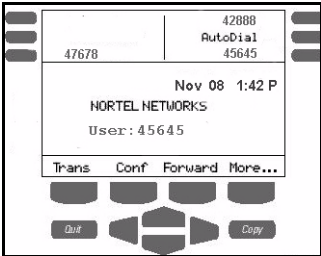 42888
AutoDial
47678 45645
Nov 08 1:42 P
NORTEL NETWORKS
User:45645
Trans Conf Forward More...
Quit Copy